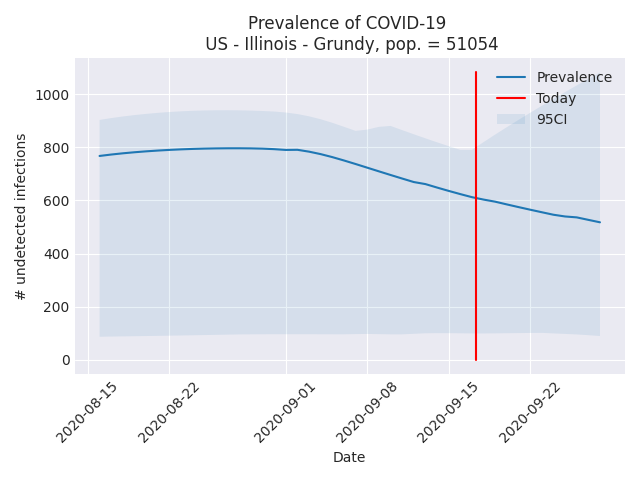 Prevalence of COVID-19
US - Illinois - Grundy, pop. = 51054
# undetected infections
1000
800
600
400
200
0
Prevalence
Today
95CI
2020-08-15
2020-08-22
2020-09-01
2020-09-08
2020-09-15
2020-09-22
Date